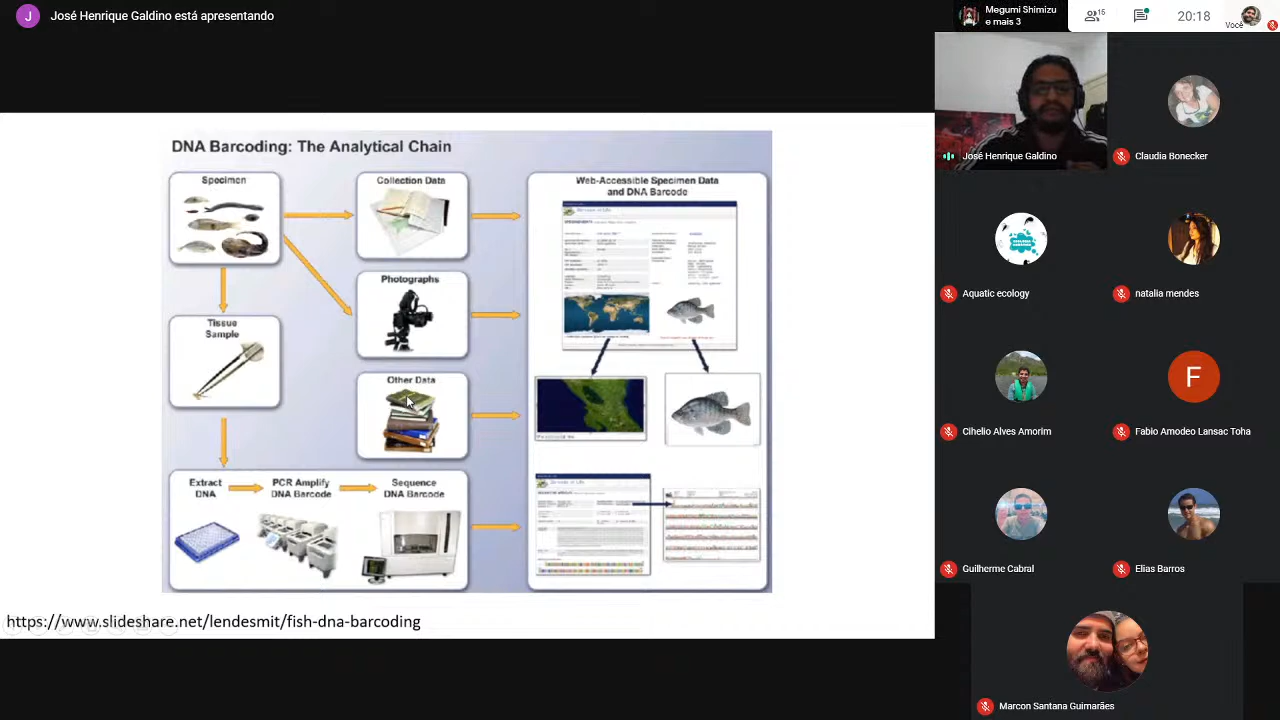 J José Henrique Galdino está apresentando
Megumi Shimizu
e mais 3
15
20:18
Você
DNA Barcoding: The Analytical Chain
Specimen
Collection Data
Web-Accessible Specimen Data
and DNA Barcode
Photographs
Tissue
Sample
Other Data
Extract
DNA
PCR Amplify
DNA Barcode
Sequence
DNA Barcode
https://www.slideshare.net/lendesmit/fish-dna-barcoding
José Henrique Galdino
Claudia Bonecker
Aquatic ecology
natalia mendes
Cihelio Alves Amorim
F
Fabio Amodeo Lansac Toha
Guilherme Cabral
Elias Barros
Marcon Santana Guimarães